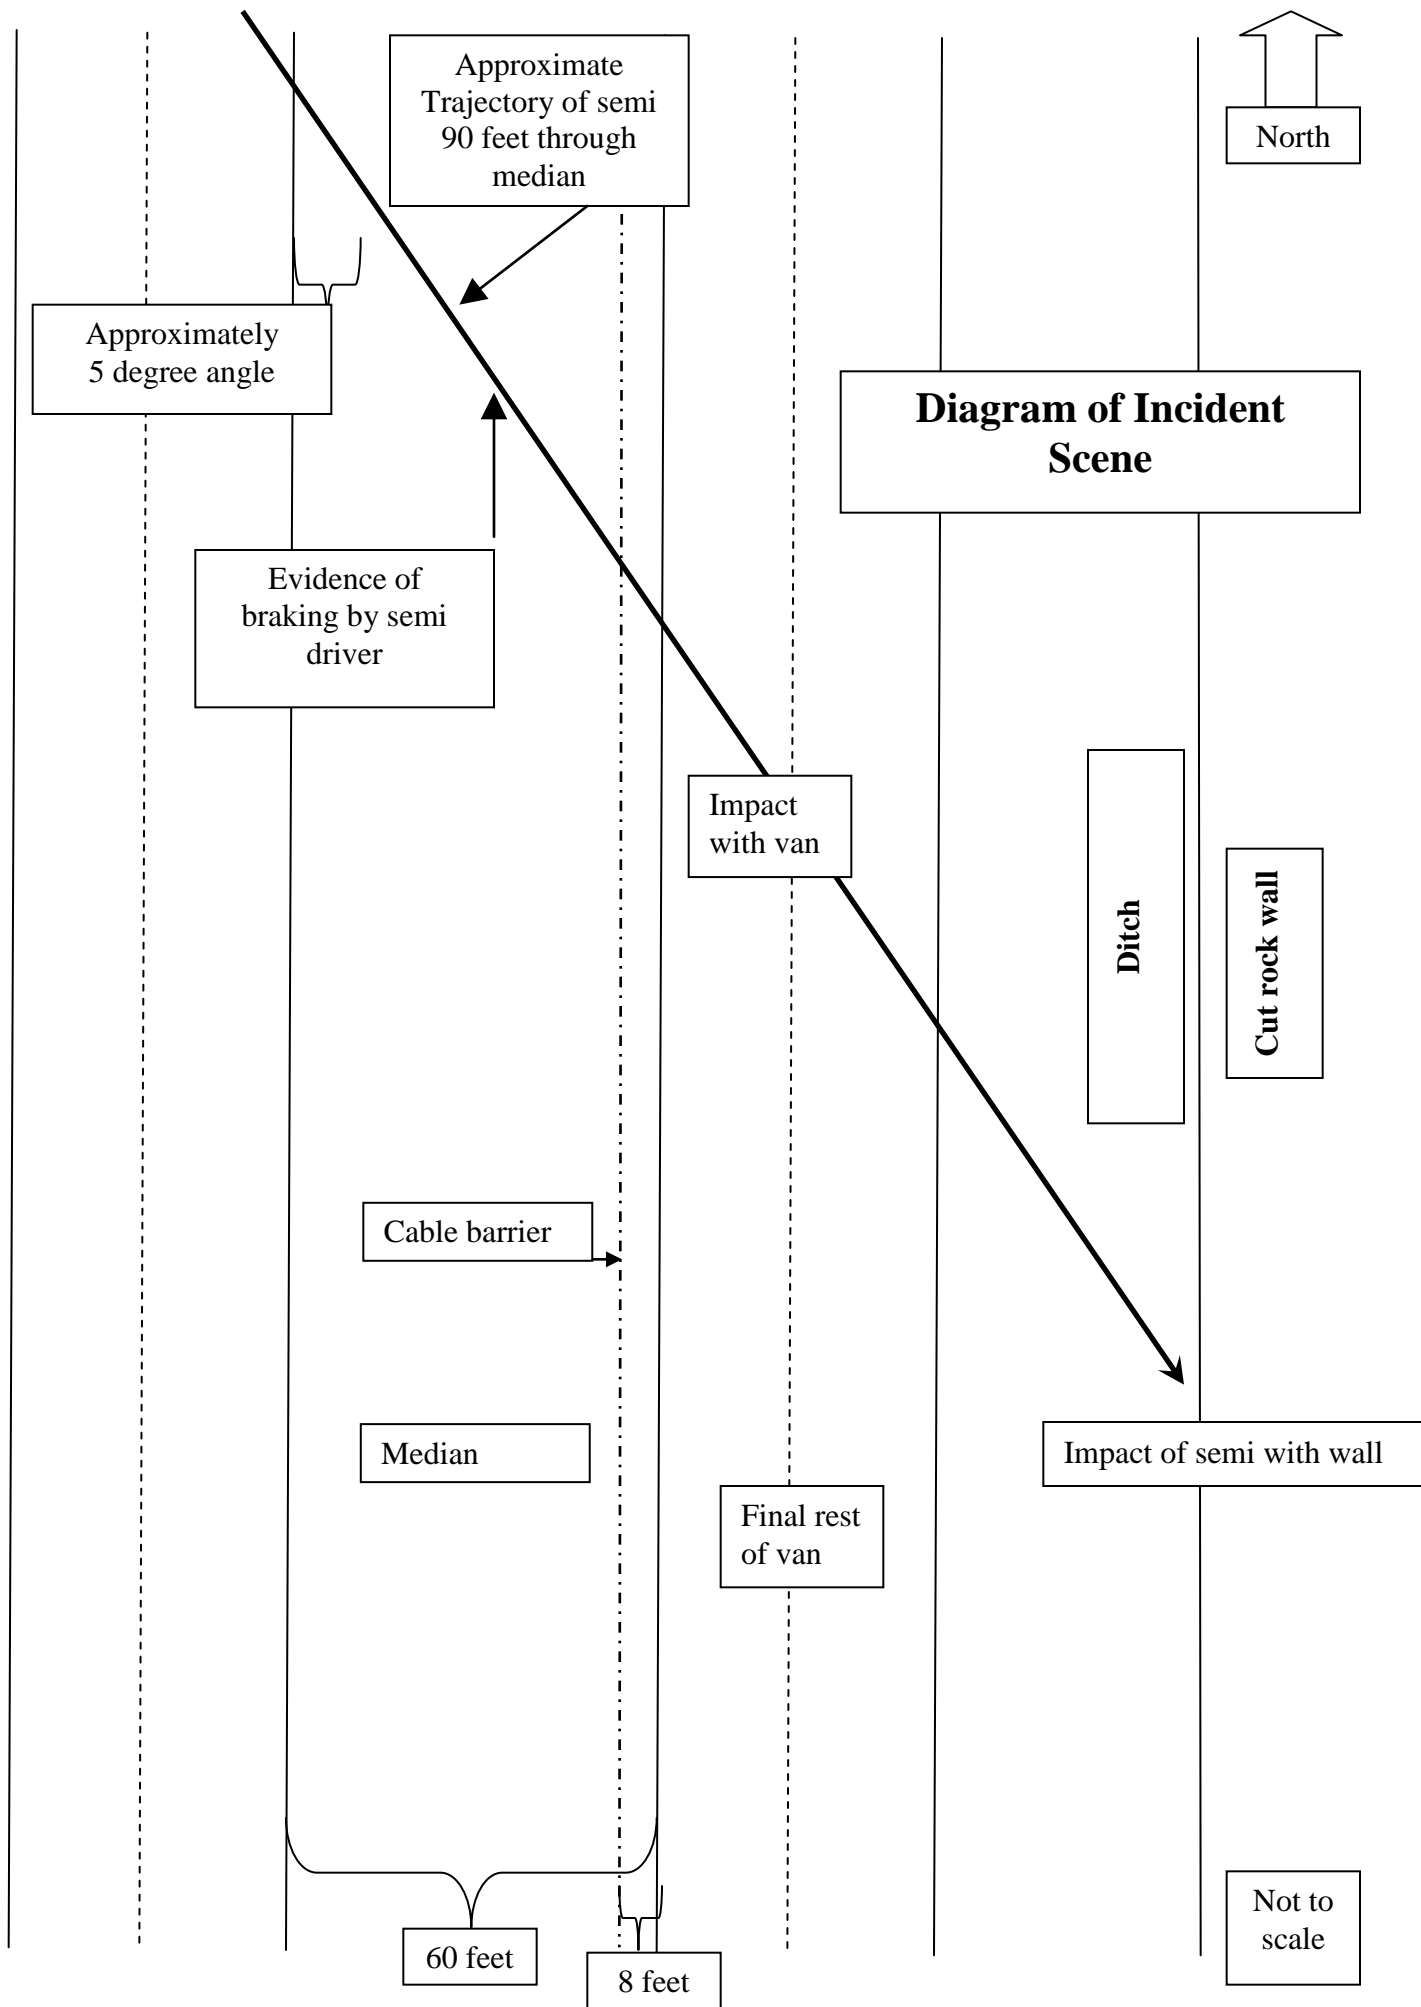 Approximate
Trajectory of semi
90 feet through
median
North
Approximately
5 degree angle
Diagram of Incident
Scene
Evidence of
braking by semi
driver
Impact
with van
Ditch
Cut rock wall
Cable barrier
Median
Impact of semi with wall
Final rest
of van
60 feet
8 feet
Not to
scale